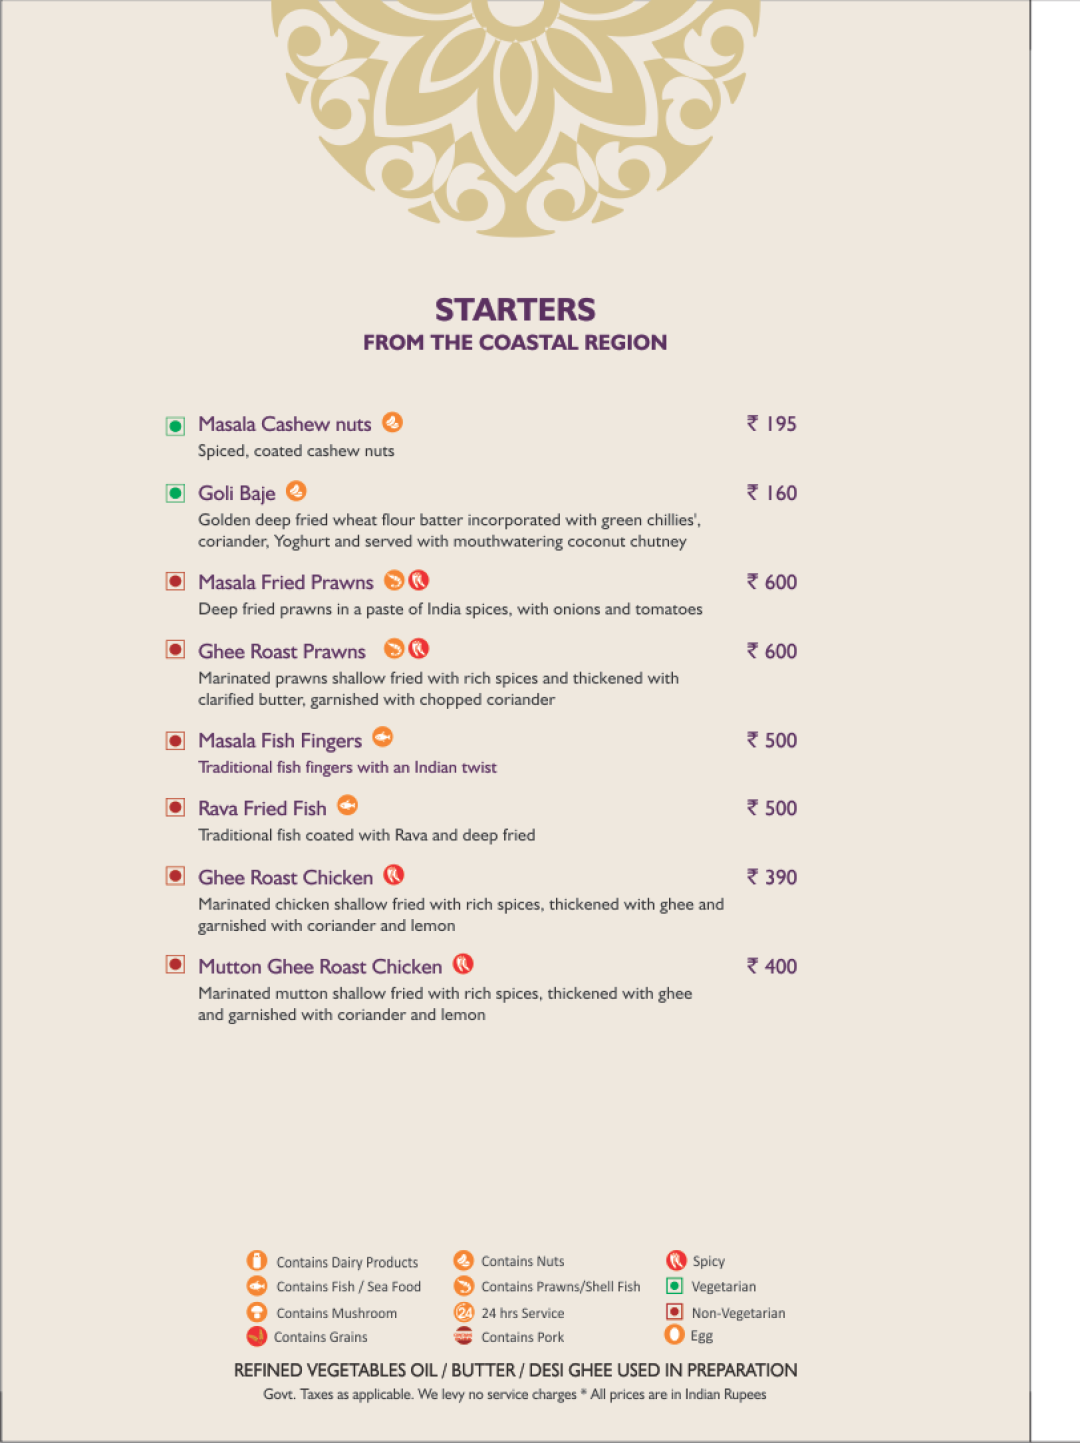 STARTERS
FROM THE COASTAL REGION
Masala Cashew nuts ₹ 195
Spiced, coated cashew nuts
Goli Baje ₹ 160
Golden deep fried wheat flour batter incorporated with green chillies',
coriander, Yoghurt and served with mouthwatering coconut chutney
Masala Fried Prawns ₹ 600
Deep fried prawns in a paste of India spices, with onions and tomatoes
Ghee Roast Prawns ₹ 600
Marinated prawns shallow fried with rich spices and thickened with
clarified butter, garnished with chopped coriander
Masala Fish Fingers ₹ 500
Traditional fish fingers with an Indian twist
Rava Fried Fish ₹ 500
Traditional fish coated with Rava and deep fried
Ghee Roast Chicken ₹ 390
Marinated chicken shallow fried with rich spices, thickened with ghee and
garnished with coriander and lemon
Mutton Ghee Roast Chicken ₹ 400
Marinated mutton shallow fried with rich spices, thickened with ghee
and garnished with coriander and lemon
Contains Dairy Products Contains Nuts Spicy
Contains Fish / Sea Food Contains Prawns/Shell Fish Vegetarian
Contains Mushroom 24 24 hrs Service Non-Vegetarian
Contains Grains Contains Pork Egg
REFINED VEGETABLES OIL / BUTTER / DESI GHEE USED IN PREPARATION
Govt. Taxes as applicable. We levy no service charges * All prices are in Indian Rupees